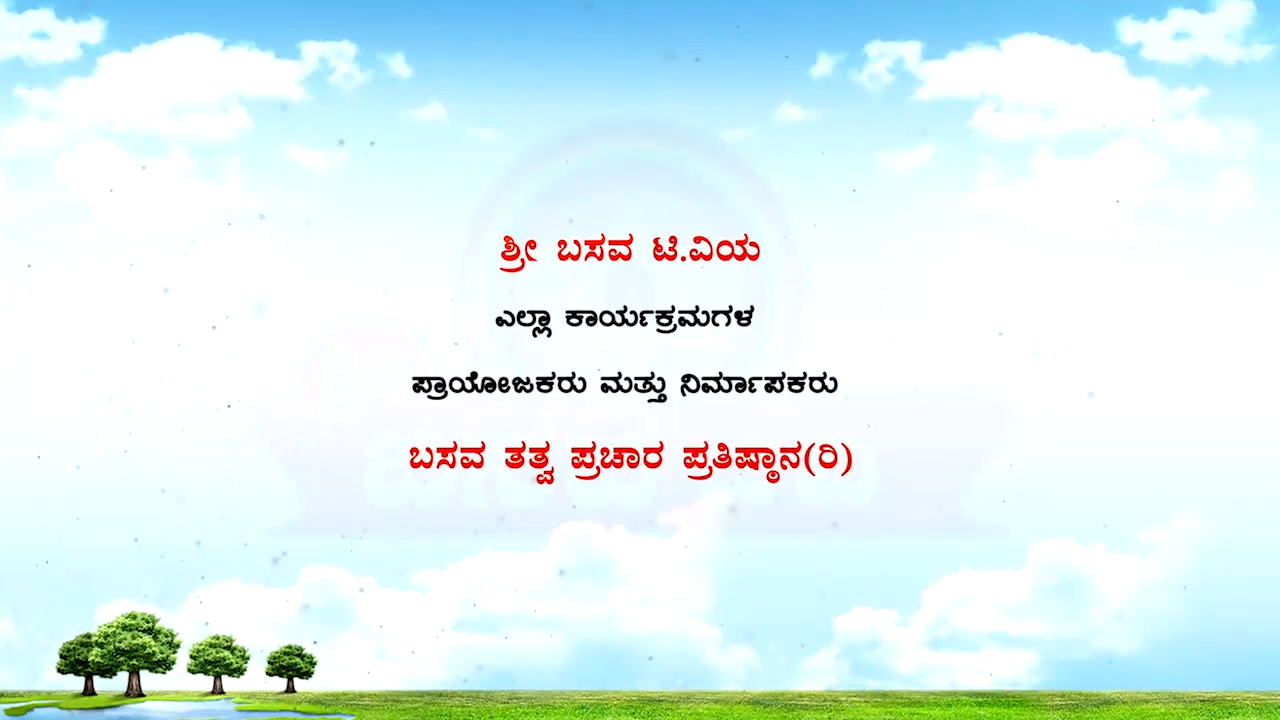 ಶ್ರೀ ಬಸವ ಟಿ.ವಿಯ
ಎಲ್ಲಾ ಕಾರ್ಯಕ್ರಮಗಳ
ಪ್ರಾಯೋಜಕರು ಮತ್ತು ನಿರ್ಮಾಪಕರು
ಬಸವ ತತ್ವ ಪ್ರಚಾರ ಪ್ರತಿಷ್ಠಾನ(ರಿ)